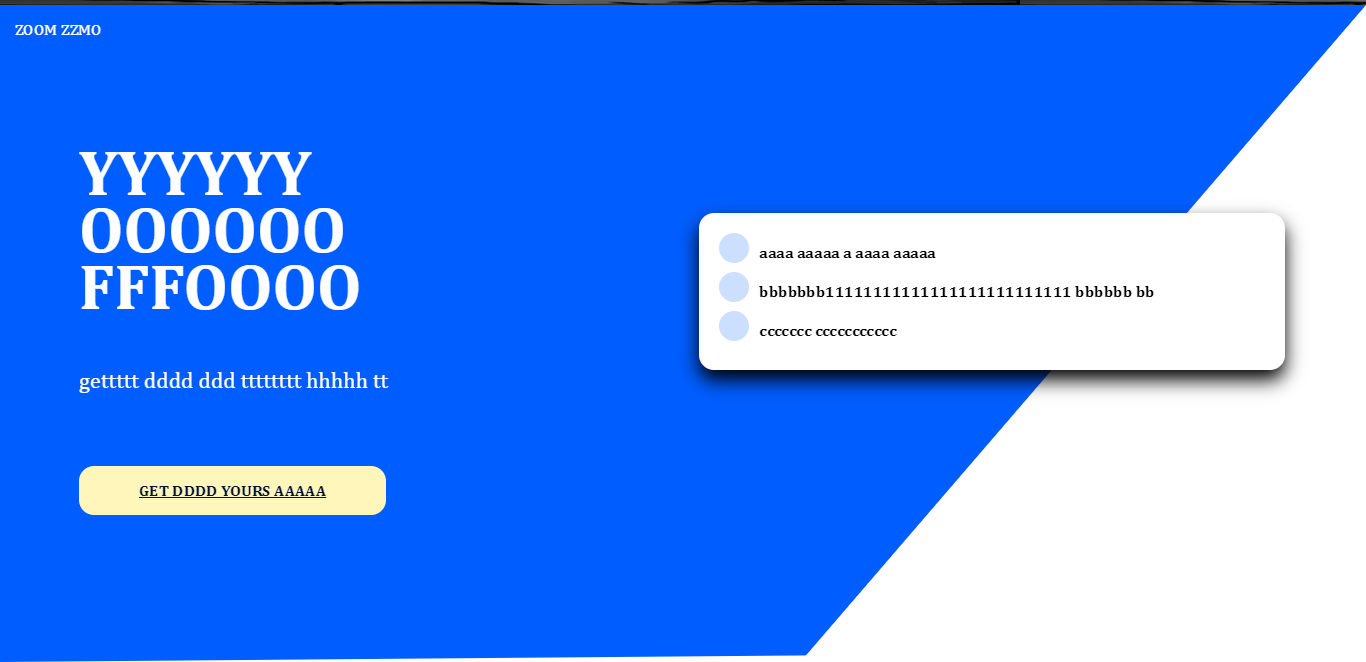 ZOOM ZZMO
YYYYYY
OOOOOO
FFFOOOO
gettttt dddd ddd tttttttt hhhhh tt
GET DDDD YOURS AAAAA
aaaa aaaaa a aaaa aaaaa
bbbbbbb11111111111111111111111111 bbbbbb bb
ccccccc ccccccccccc